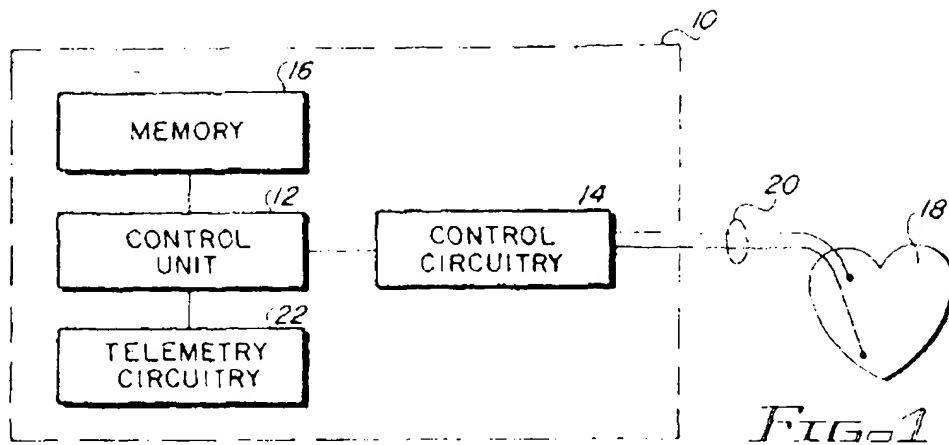 10
16
MEMORY
12
CONTROL
UNIT
14
CONTROL
CIRCUITRY
20
18
22
TELEMETRY
CIRCUITRY
FIG-1